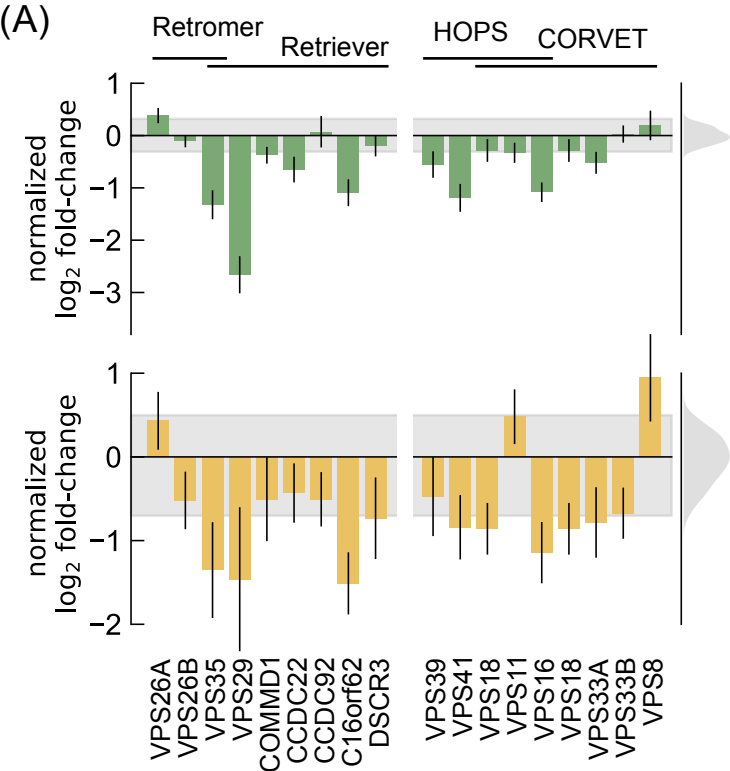 (A)
Retromer
Retriever
HOPS
CORVET
normalized
log₂ fold-change
1
0
−1
−2
−3
normalized
log₂ fold-change
1
0
−1
−2
VPS26A
VPS26B
VPS35
VPS29
COMMD1
CCDC22
CCDC92
C16orf62
DSCR3
VPS39
VPS41
VPS18
VPS11
VPS16
VPS18
VPS33A
VPS33B
VPS8